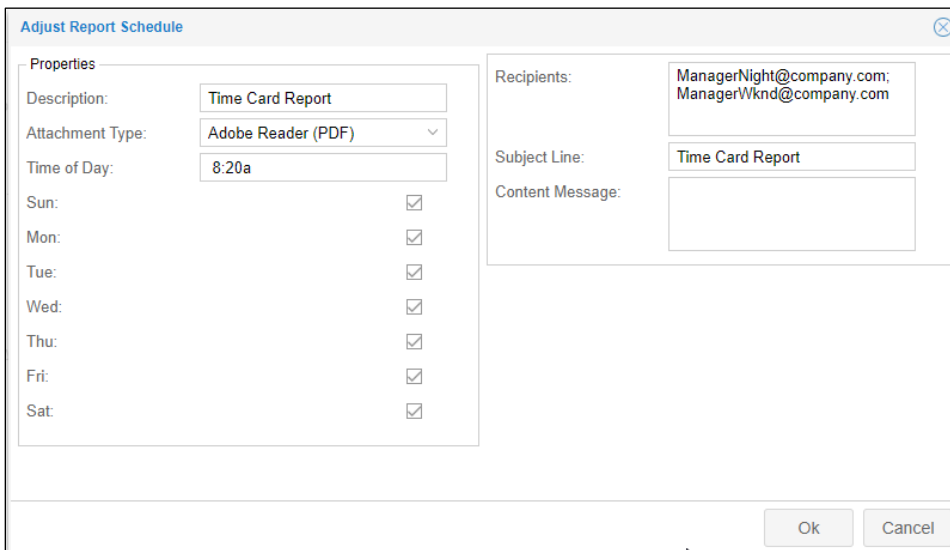 Adjust Report Schedule
Properties
Description: Time Card Report
Attachment Type: Adobe Reader (PDF)
Time of Day: 8:20a
Sun:
Mon:
Tue:
Wed:
Thu:
Fri:
Sat:
Recipients: ManagerNight@company.com;
ManagerWknd@company.com
Subject Line: Time Card Report
Content Message:
Ok Cancel